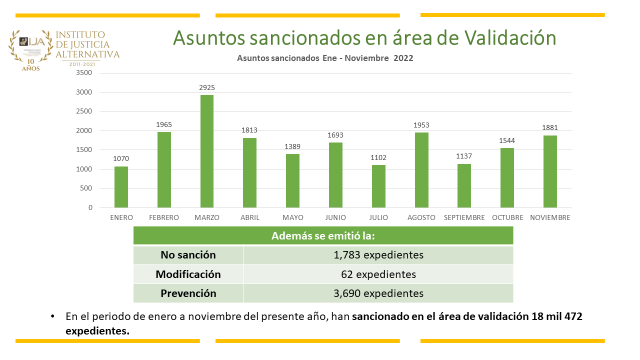 IJA
10
AÑOS
INSTITUTO
DE JUSTICIA
ALTERNATIVA
2011-2021
Asuntos sancionados en área de Validación
Asuntos sancionados Ene - Noviembre 2022
3500
3000
2500
2000
1500
1000
500
0
1070
1965
2925
1813
1389
1693
1102
1953
1137
1544
1881
ENERO FEBRERO MARZO ABRIL MAYO JUNIO JULIO AGOSTO SEPTIEMBRE OCTUBRE NOVIEMBRE
Además se emitió la:
No sanción 1,783 expedientes
Modificación 62 expedientes
Prevención 3,690 expedientes
• En el periodo de enero a noviembre del presente año, han sancionado en el área de validación 18 mil 472
expedientes.